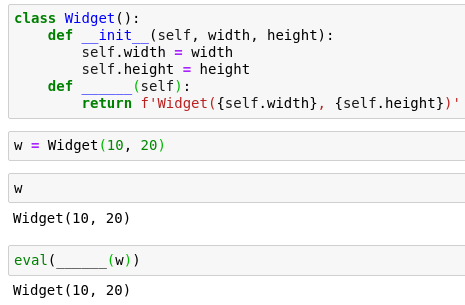 class Widget():
    def __init__(self, width, height):
        self.width = width
        self.height = height
    def ______(self):
        return f'Widget({self.width}, {self.height})'
w = Widget(10, 20)
w
Widget(10, 20)
eval(______(w))
Widget(10, 20)